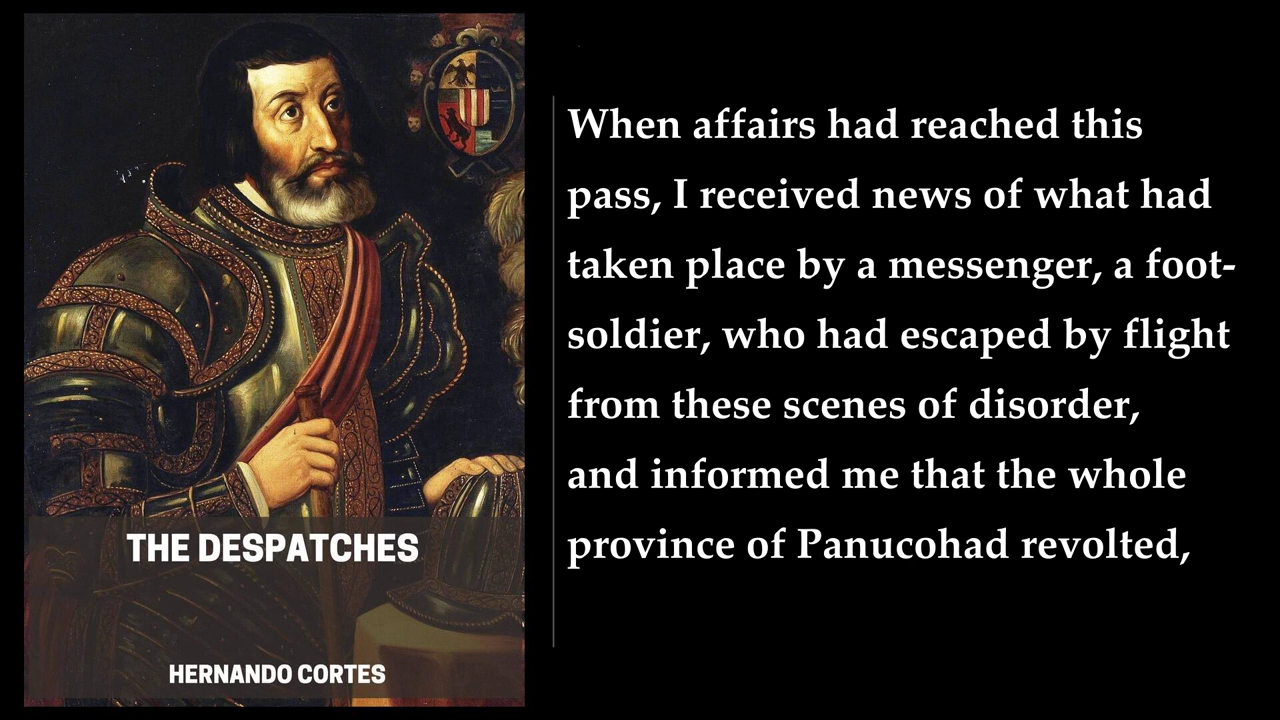 THE DESPATCHES
HERNANDO CORTES
When affairs had reached this
pass, I received news of what had
taken place by a messenger, a foot-
soldier, who had escaped by flight
from these scenes of disorder,
and informed me that the whole
province of Panucohad revolted,